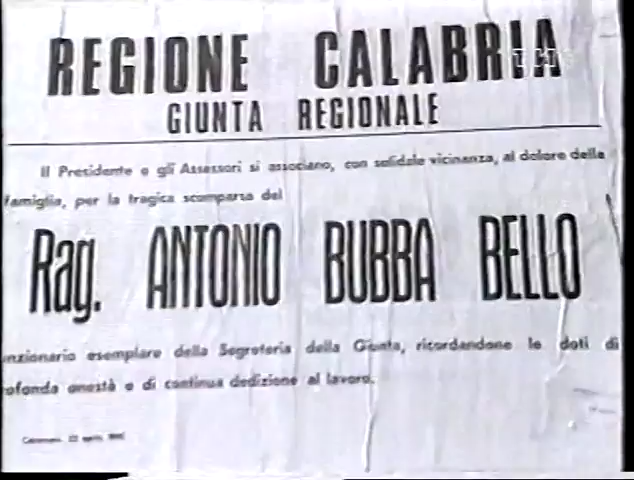 REGIONE CALABRIA
GIUNTA REGIONALE
Il Presidente e gli Assessori si associano, con solidale vicinanza, al dolore della
famiglia, per la tragica scomparsa del
Rag. ANTONIO BUBBA BELLO
unzionario esemplare della Segreteria della Giunta, ricordandone le doti di
rofonda onestà e di continua dedizione al lavoro.